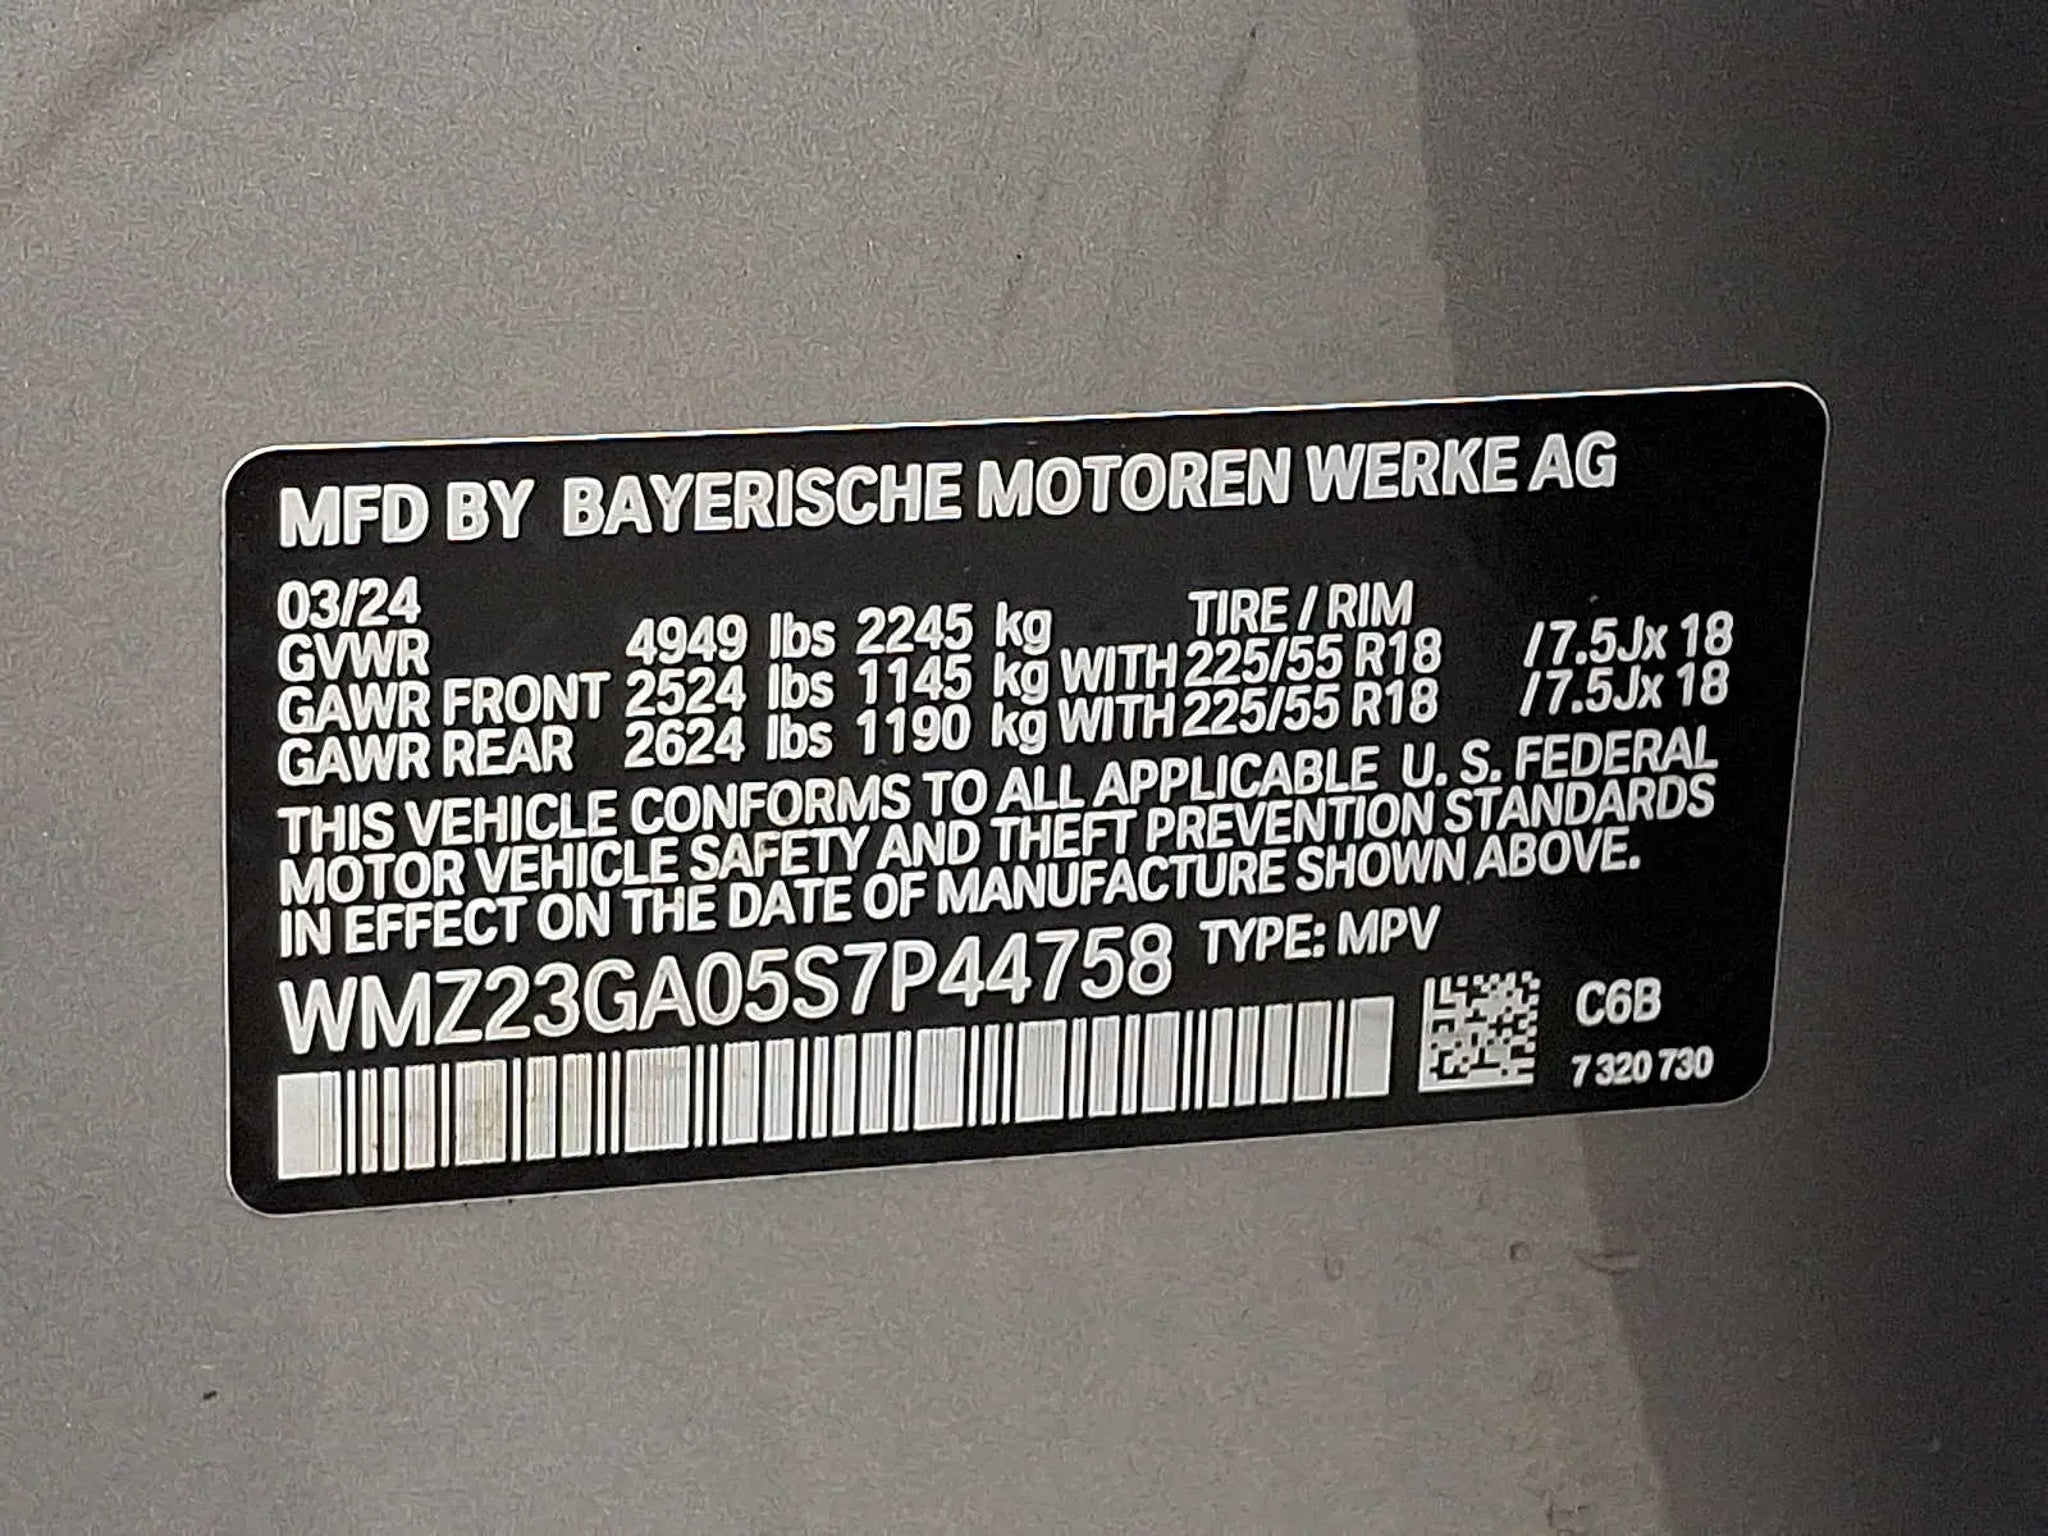 MFD BY BAYERISCHE MOTOREN WERKE AG
03/24 TIRE / RIM
GVWR 4949 lbs 2245 kg
GAWR FRONT 2524 lbs 1145 kg WITH 225/55 R18 /7.5Jx 18
GAWR REAR 2624 lbs 1190 kg WITH 225/55 R18 /7.5Jx 18
THIS VEHICLE CONFORMS TO ALL APPLICABLE U. S. FEDERAL
MOTOR VEHICLE SAFETY AND THEFT PREVENTION STANDARDS
IN EFFECT ON THE DATE OF MANUFACTURE SHOWN ABOVE.
WMZ23GA05S7P44758 TYPE: MPV
C6B
7 320 730